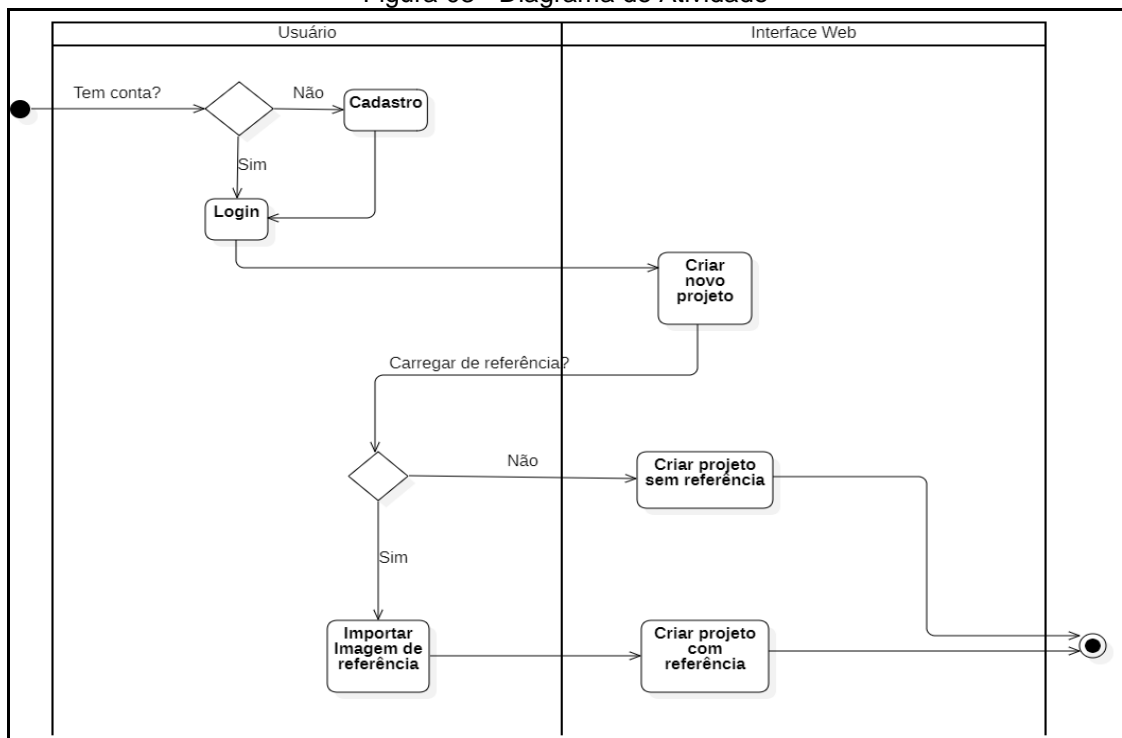 Figura 08 - Diagrama de Atividade
Usuário
Interface Web
Tem conta?
Não
Cadastro
Sim
Login
Criar
novo
projeto
Carregar de referência?
Não
Criar projeto
sem referência
Sim
Importar
Imagem de
referência
Criar projeto
com
referência